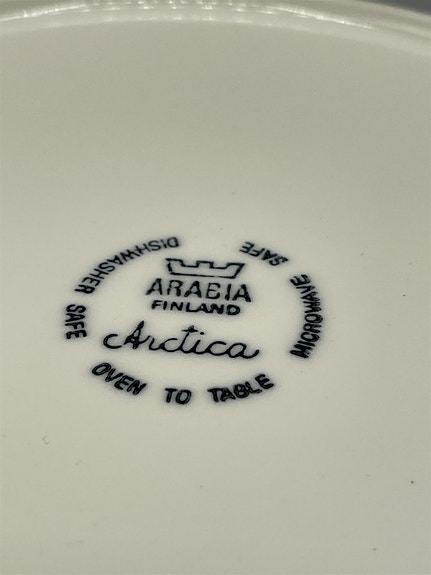 DISHWASHER SAFE
MICROWAVE SAFE
ARABIA
FINLAND
Arctica
OVEN TO TABLE